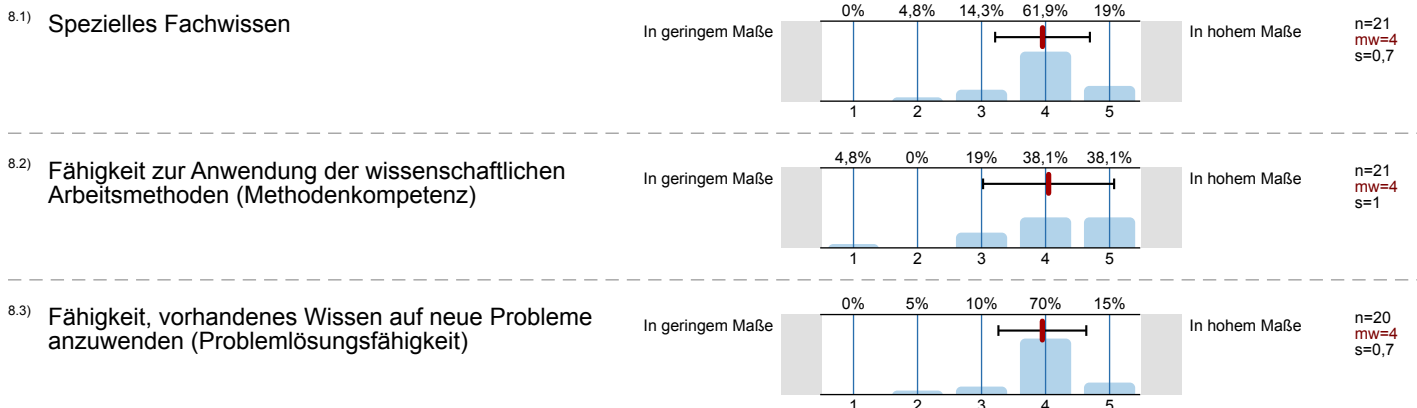 8.1) Spezielles Fachwissen
In geringem Maße
0% 4,8% 14,3% 61,9% 19%
1 2 3 4 5
In hohem Maße
n=21
mw=4
s=0,7
8.2) Fähigkeit zur Anwendung der wissenschaftlichen
Arbeitsmethoden (Methodenkompetenz)
In geringem Maße
4,8% 0% 19% 38,1% 38,1%
1 2 3 4 5
In hohem Maße
n=21
mw=4
s=1
8.3) Fähigkeit, vorhandenes Wissen auf neue Probleme
anzuwenden (Problemlösungsfähigkeit)
In geringem Maße
0% 5% 10% 70% 15%
1 2 3 4 5
In hohem Maße
n=20
mw=4
s=0,7